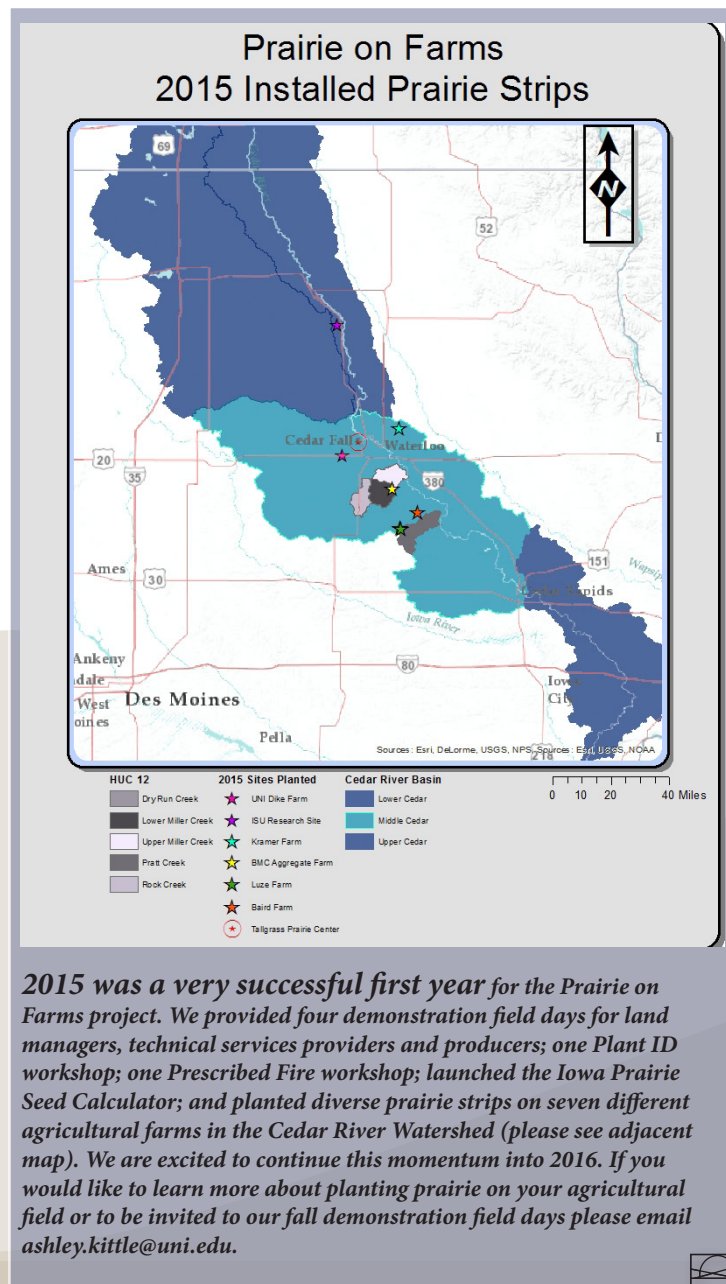 Prairie on Farms
2015 Installed Prairie Strips
69
N
52
Cedar Falls
Waterloo
20
35
380
151
Ames
30
Iowa River
Ankeny
80
West
Des Moines
Iowa
City
Pella
Sources: Esri, DeLorme, USGS, NPS, Sources: Esri, USGS, NOAA
218
HUC 12
Dry Run Creek
Lower Miller Creek
Upper Miller Creek
Pratt Creek
Rock Creek
2015 Sites Planted
UNI Dike Farm
ISU Research Site
Kramer Farm
BMC Aggregate Farm
Luze Farm
Baird Farm
Tallgrass Prairie Center
Cedar River Basin
Lower Cedar
Middle Cedar
Upper Cedar
0 10 20 40 Miles
2015 was a very successful first year for the Prairie on
Farms project. We provided four demonstration field days for land
managers, technical services providers and producers; one Plant ID
workshop; one Prescribed Fire workshop; launched the Iowa Prairie
Seed Calculator; and planted diverse prairie strips on seven different
agricultural farms in the Cedar River Watershed (please see adjacent
map). We are excited to continue this momentum into 2016. If you
would like to learn more about planting prairie on your agricultural
field or to be invited to our fall demonstration field days please email
ashley.kittle@uni.edu.